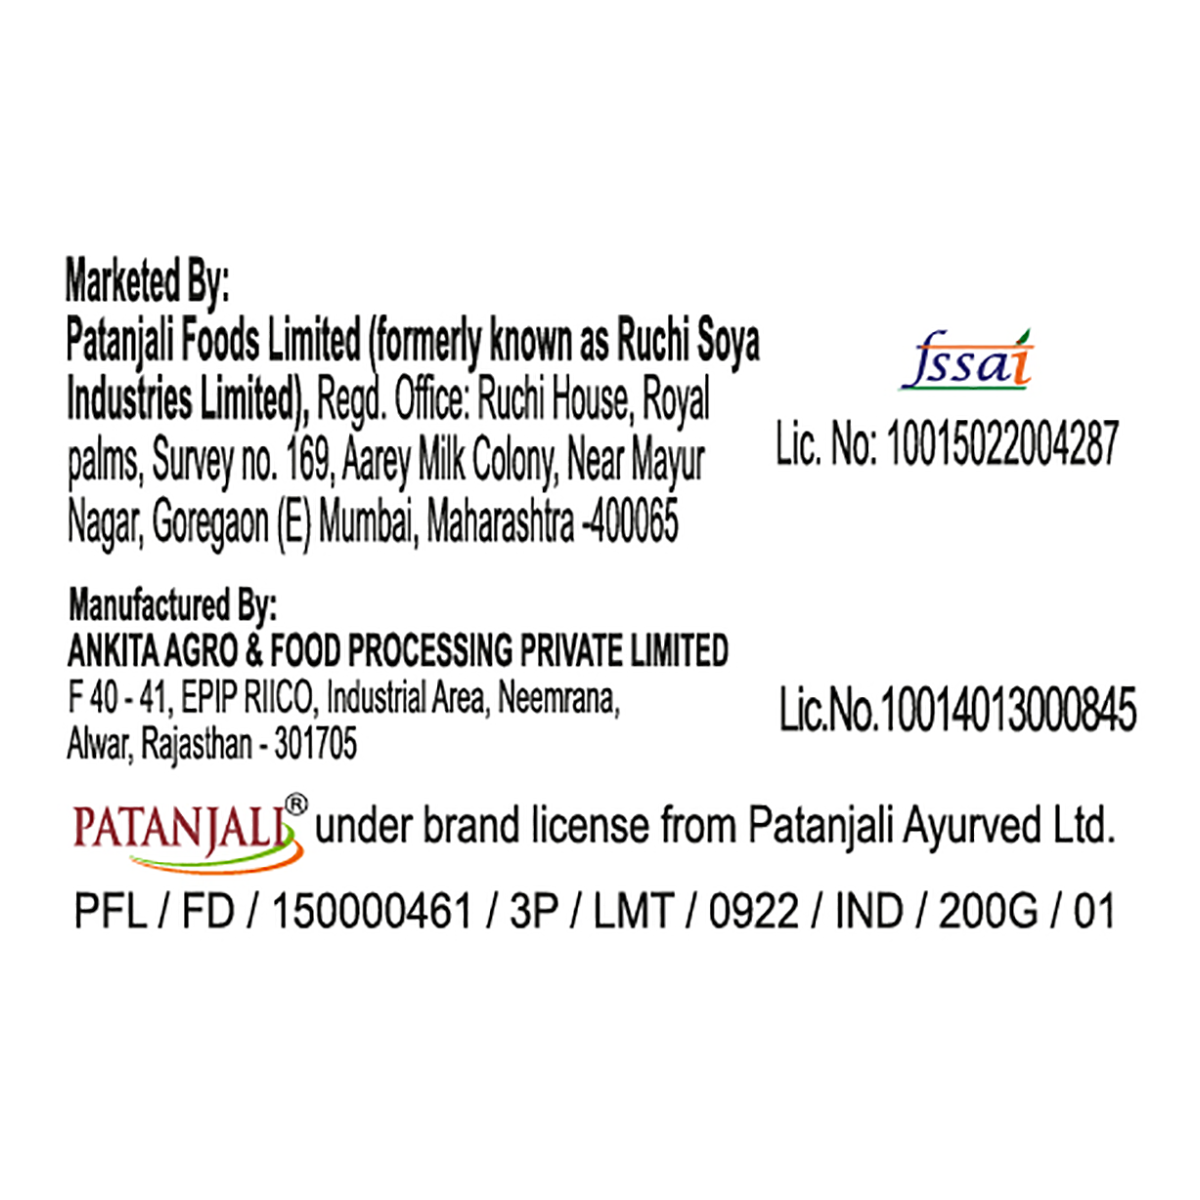 Marketed By:
Patanjali Foods Limited (formerly known as Ruchi Soya
Industries Limited), Regd. Office: Ruchi House, Royal
palms, Survey no. 169, Aarey Milk Colony, Near Mayur
Nagar, Goregaon (E) Mumbai, Maharashtra -400065
fssai
Lic. No: 10015022004287
Manufactured By:
ANKITA AGRO & FOOD PROCESSING PRIVATE LIMITED
F 40 - 41, EPIP RIICO, Industrial Area, Neemrana,
Alwar, Rajasthan - 301705
Lic.No.10014013000845
PATANJALI® under brand license from Patanjali Ayurved Ltd.
PFL / FD / 150000461 / 3P / LMT / 0922 / IND / 200G / 01